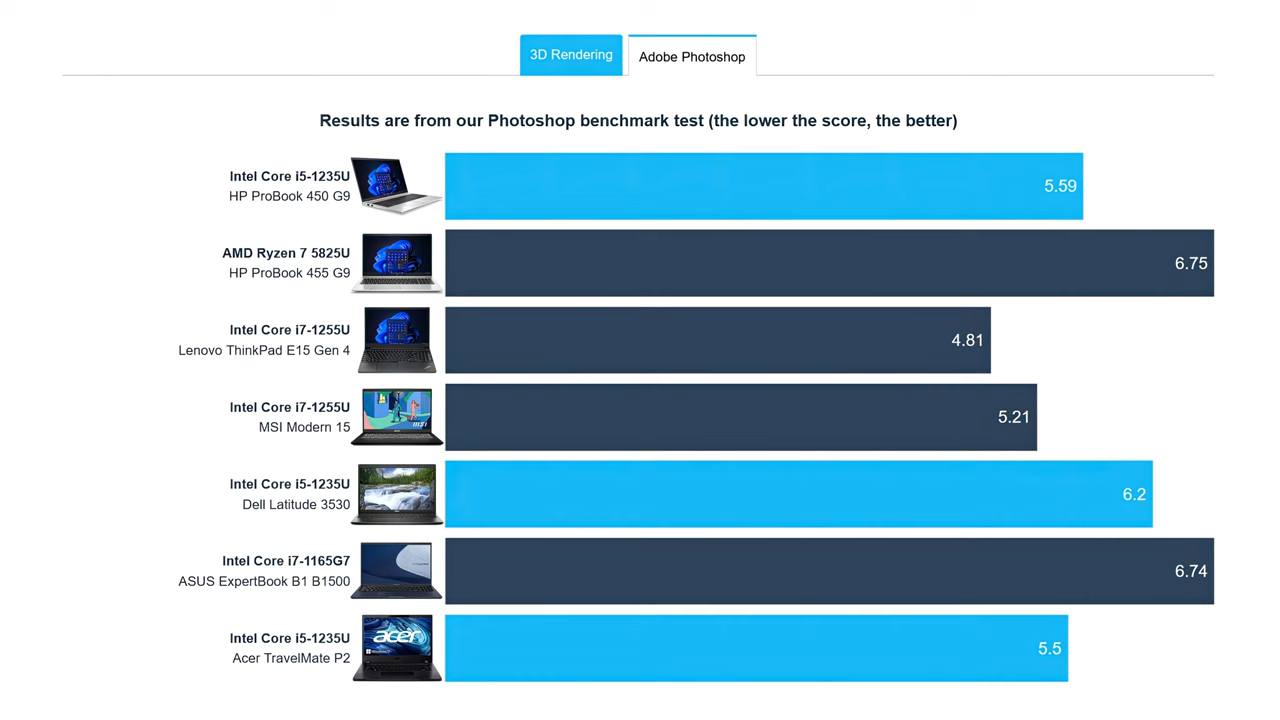 3D Rendering
Adobe Photoshop
Results are from our Photoshop benchmark test (the lower the score, the better)
Intel Core i5-1235U
HP ProBook 450 G9
5.59
AMD Ryzen 7 5825U
HP ProBook 455 G9
6.75
Intel Core i7-1255U
Lenovo ThinkPad E15 Gen 4
4.81
Intel Core i7-1255U
MSI Modern 15
msi
5.21
Intel Core i5-1235U
Dell Latitude 3530
6.2
Intel Core i7-1165G7
ASUS ExpertBook B1 B1500
6.74
Intel Core i5-1235U
Acer TravelMate P2
acer
5.5